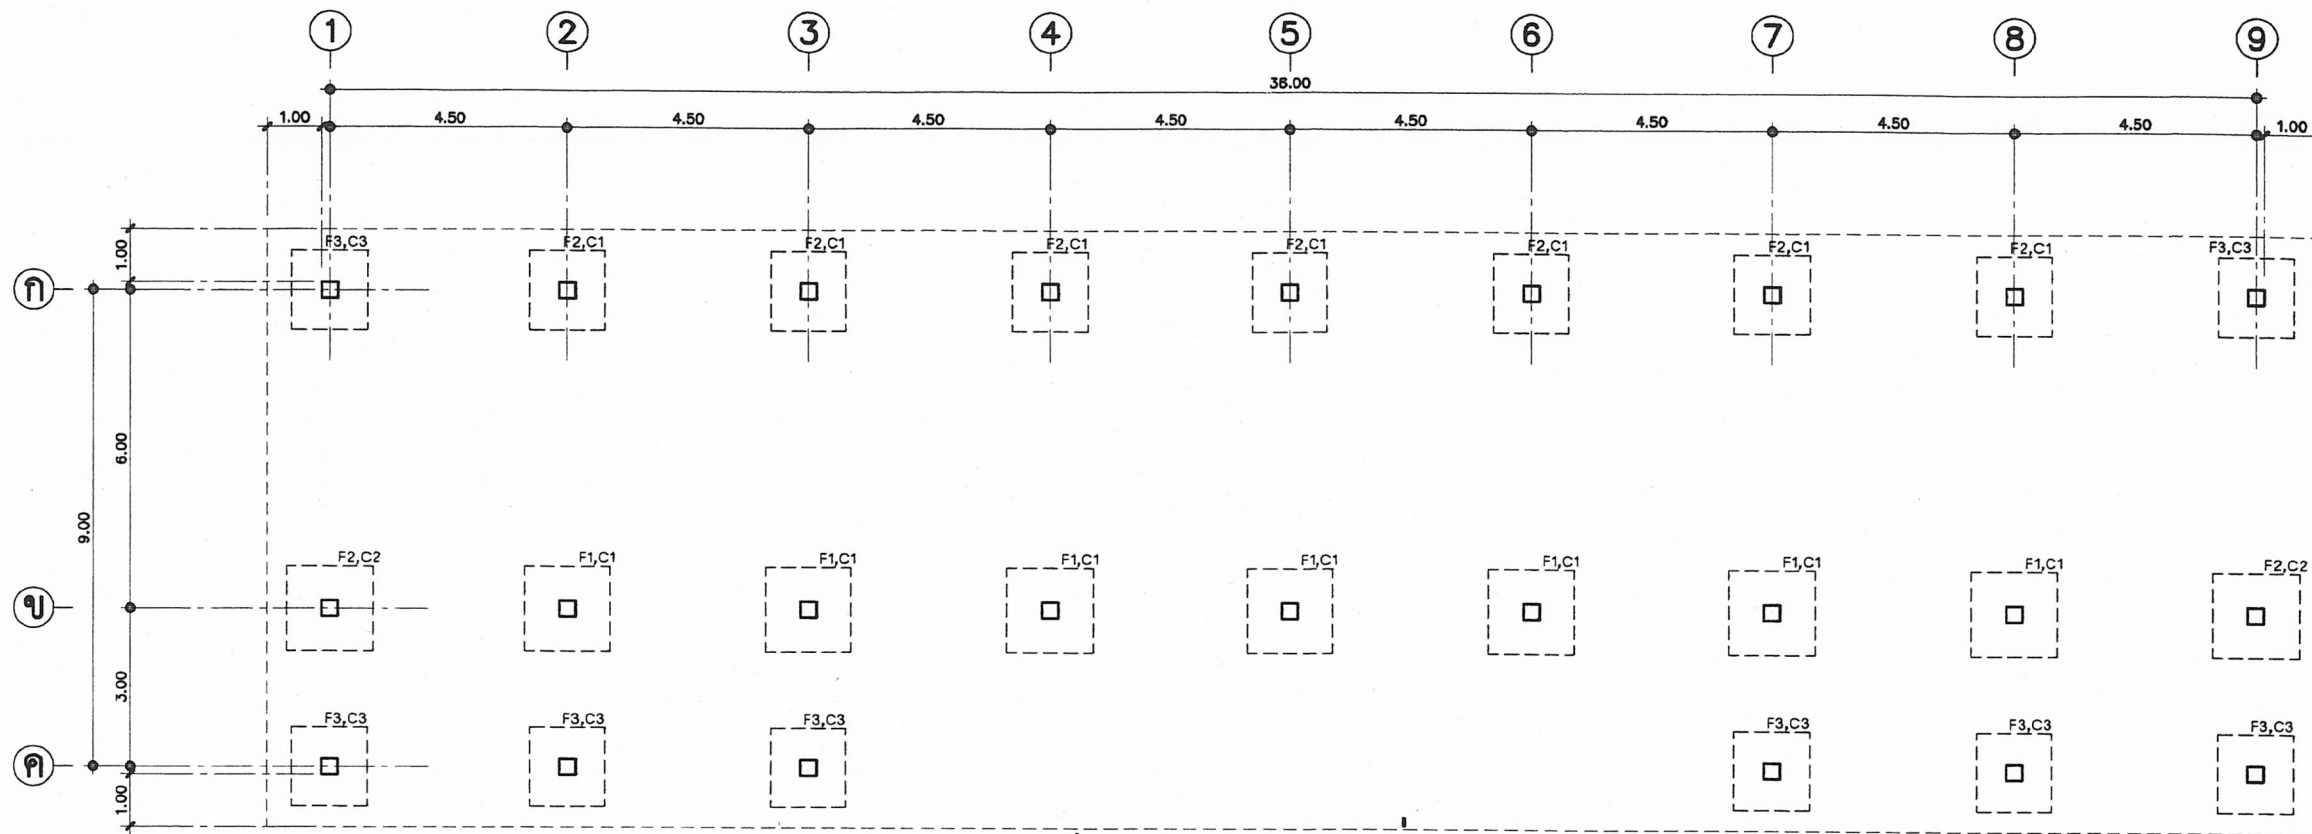 1 2 3 4 5 6 7 8 9
36.00
1.00 4.50 4.50 4.50 4.50 4.50 4.50 4.50 4.50 1.00
1.00
F3,C3 F2,C1 F2,C1 F2,C1 F2,C1 F2,C1 F2,C1 F2,C1 F3,C3
ก
6.00
9.00
F2,C2 F1,C1 F1,C1 F1,C1 F1,C1 F1,C1 F1,C1 F1,C1 F2,C2
ข
3.00
F3,C3 F3,C3 F3,C3 F3,C3 F3,C3 F3,C3
ค
1.00